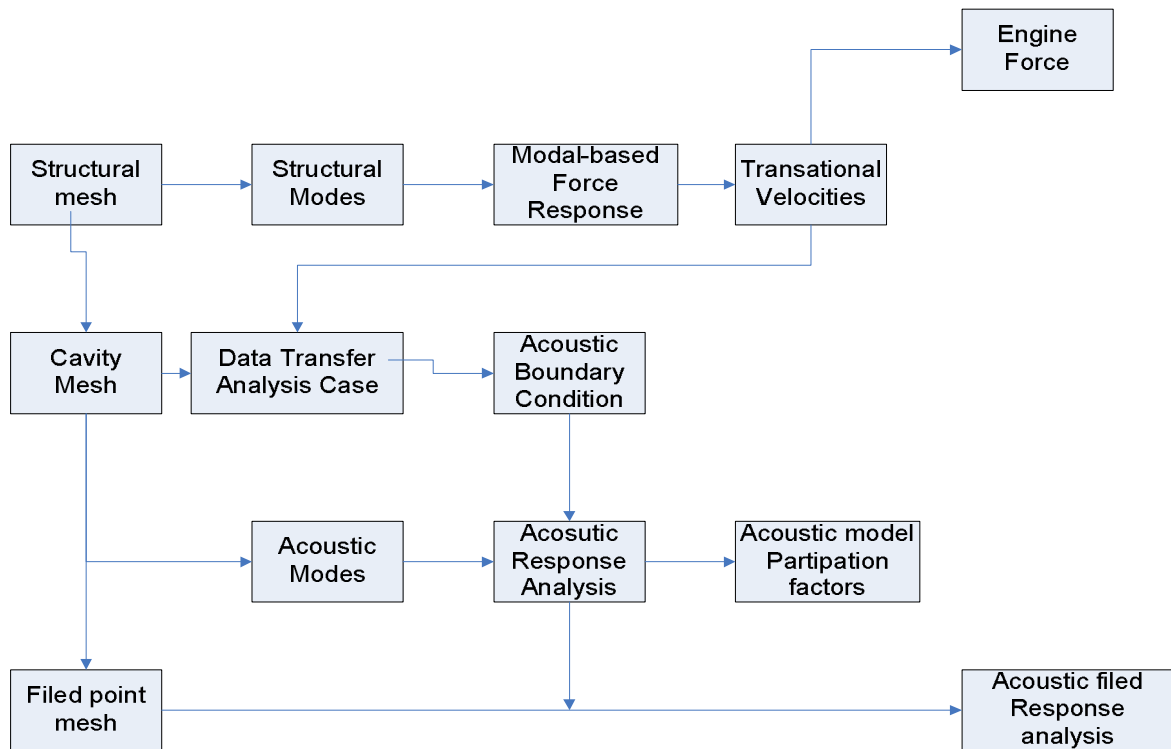 Engine
Force
Structural
mesh
Structural
Modes
Modal-based
Force
Response
Transational
Velocities
Cavity
Mesh
Data Transfer
Analysis Case
Acoustic
Boundary
Condition
Acoustic
Modes
Acosutic
Response
Analysis
Acoustic model
Partipation
factors
Filed point
mesh
Acoustic filed
Response
analysis